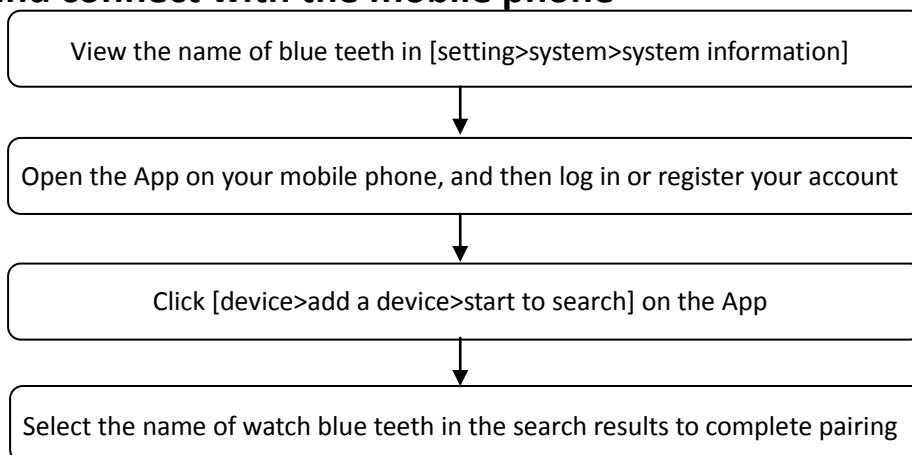 and connect with the mobile phone
View the name of blue teeth in [setting>system>system information]
Open the App on your mobile phone, and then log in or register your account
Click [device>add a device>start to search] on the App
Select the name of watch blue teeth in the search results to complete pairing